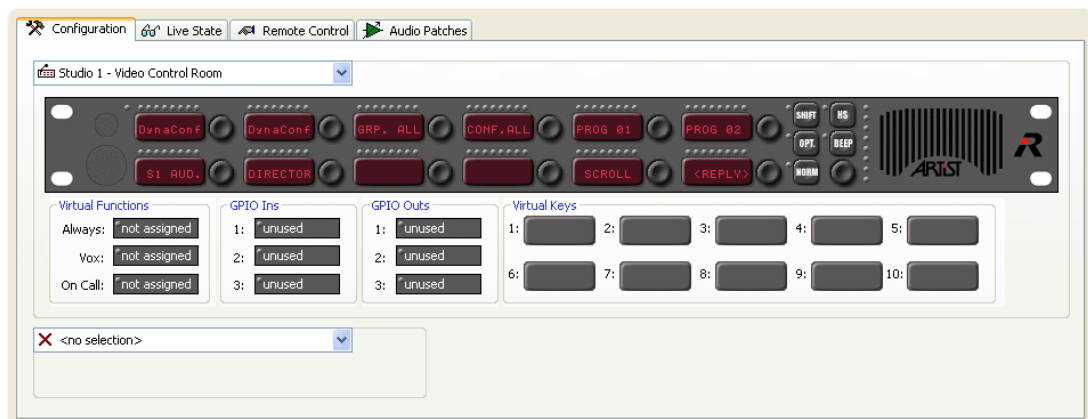 Configuration Live State Remote Control Audio Patches
Studio 1 - Video Control Room
DynaConf DynaConf GRP. ALL CONF.ALL PROG 01 PROG 02 SHIFT HS
OPT. BEEP
S1 AUD. DIRECTOR SCROLL <REPLY> NORM ARTIST
Virtual Functions GPIO Ins GPIO Outs Virtual Keys
Always: not assigned 1: unused 1: unused 1: 2: 3: 4: 5:
Vox: not assigned 2: unused 2: unused
6: 7: 8: 9: 10:
On Call: not assigned 3: unused 3: unused
<no selection>